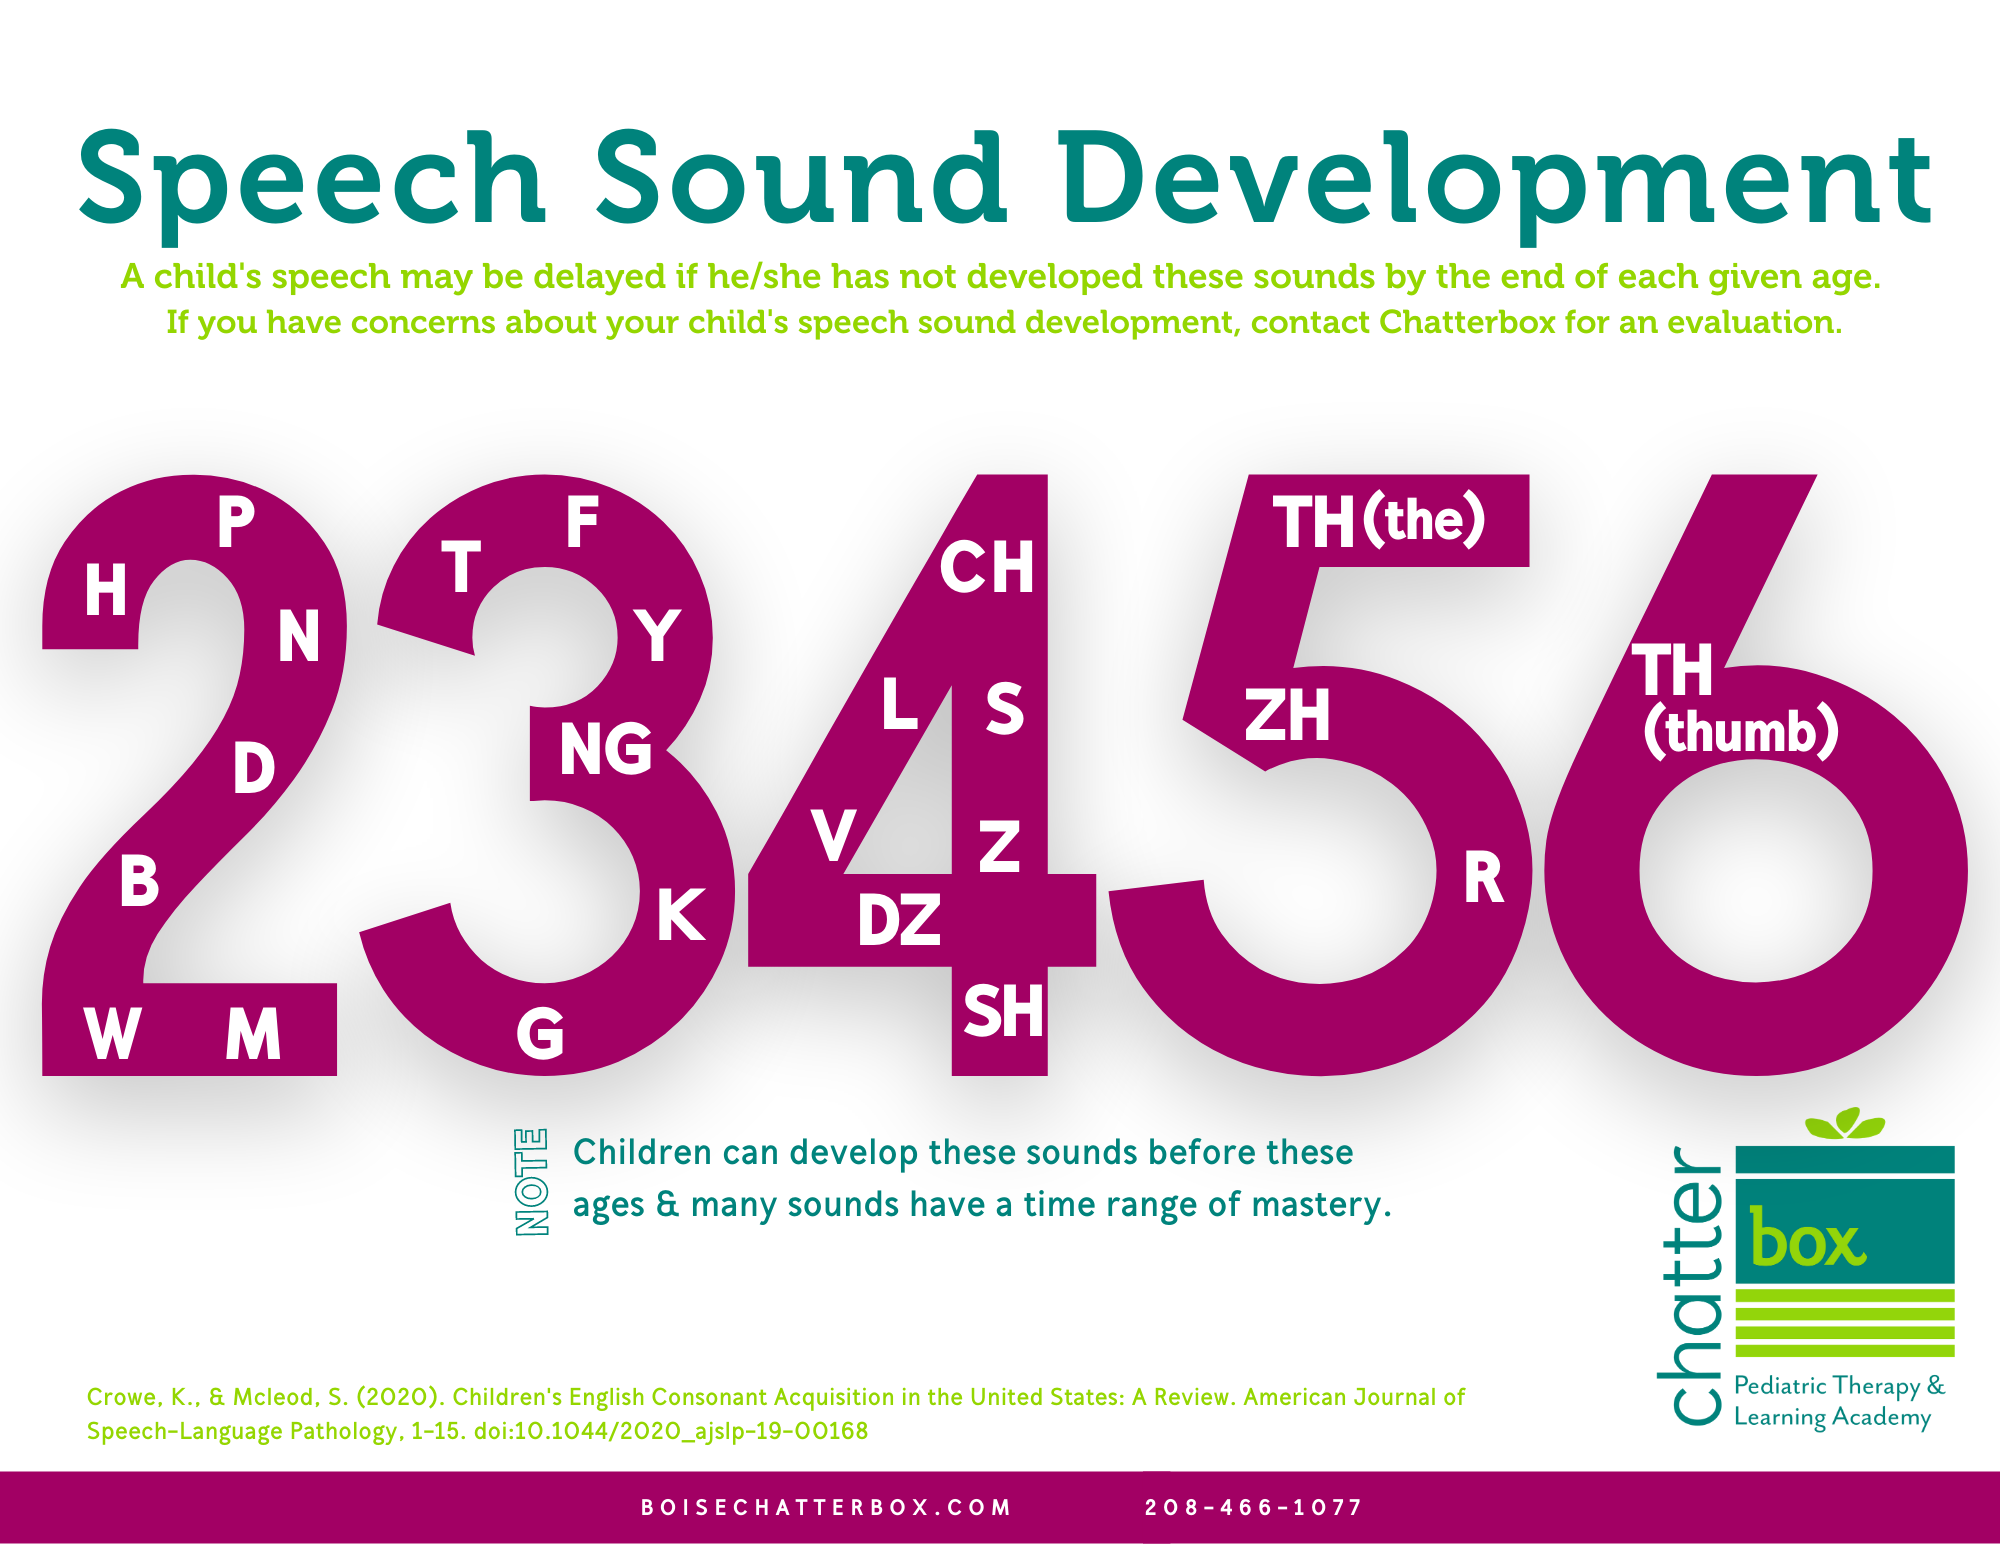 Speech Sound Development
A child's speech may be delayed if he/she has not developed these sounds by the end of each given age.
If you have concerns about your child's speech sound development, contact Chatterbox for an evaluation.
2
H
P
N
D
B
W M
3
T
F
Y
NG
K
G
4
CH
L
S
V
Z
DZ
SH
5
TH (the)
ZH
R
6
TH
(thumb)
NOTE
Children can develop these sounds before these
ages & many sounds have a time range of mastery.
chatter
box
Pediatric Therapy &
Learning Academy
Crowe, K., & Mcleod, S. (2020). Children's English Consonant Acquisition in the United States: A Review. American Journal of
Speech-Language Pathology, 1-15. doi:10.1044/2020_ajslp-19-00168
BOISECHATTERBOX.COM 208-466-1077